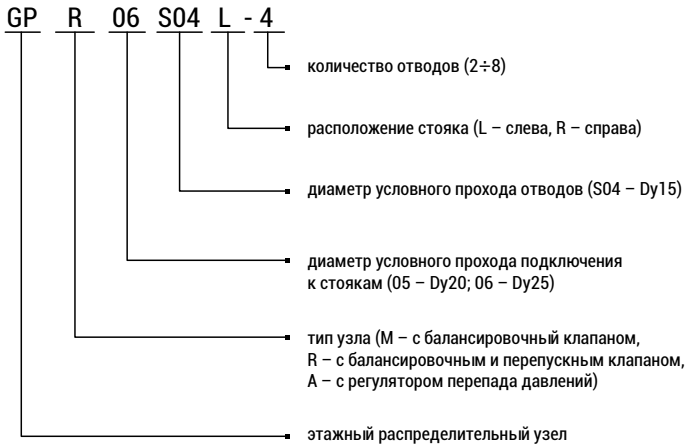 GP R 06 S04 L - 4
количество отводов (2÷8)
расположение стояка (L – слева, R – справа)
диаметр условного прохода отводов (S04 – Dy15)
диаметр условного прохода подключения
к стоякам (05 – Dy20; 06 – Dy25)
тип узла (M – с балансировочный клапаном,
R – с балансировочным и перепускным клапаном,
A – с регулятором перепада давлений)
этажный распределительный узел